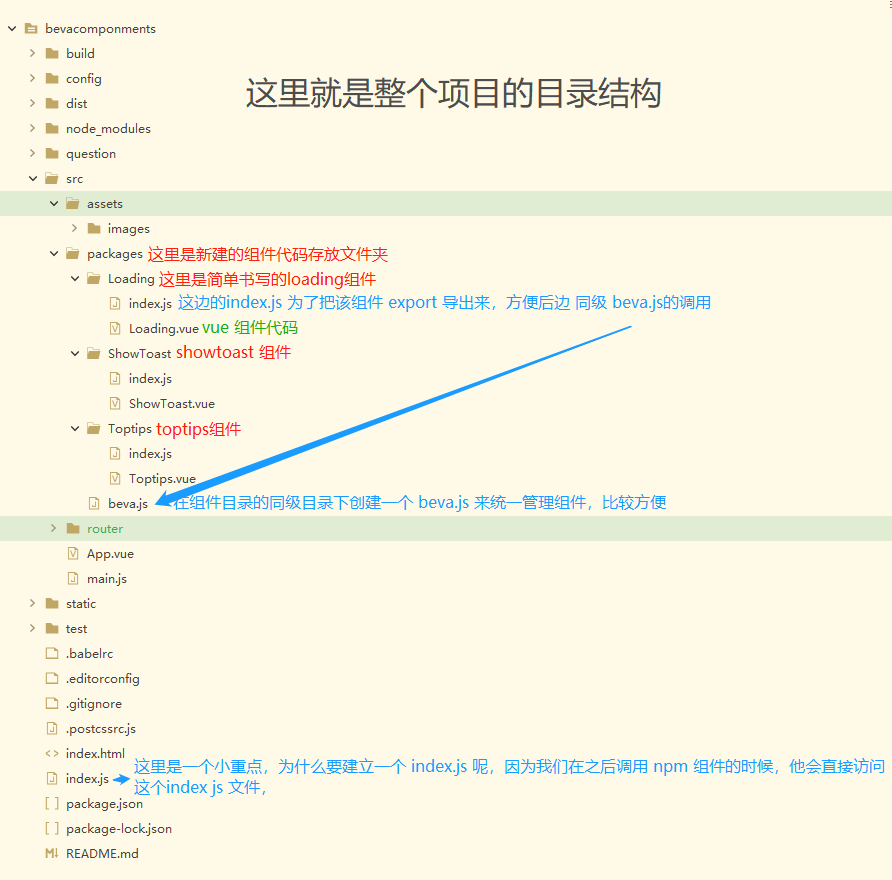 bevacomponments
build
config
这里就是整个项目的目录结构
dist
node_modules
question
src
assets
images
packages 这里是新建的组件代码存放文件夹
Loading 这里是简单书写的loading组件
index.js 这边的index.js 为了把该组件 export 导出来，方便后边 同级 beva.js的调用
Loading.vue vue 组件代码
ShowToast showtoast 组件
index.js
ShowToast.vue
Toptips toptips组件
index.js
Toptips.vue
beva.js 在组件目录的同级目录下创建一个 beva.js 来统一管理组件，比较方便
router
App.vue
main.js
static
test
.babelrc
.editorconfig
.gitignore
.postcssrc.js
index.html
这里是一个小重点，为什么要建立一个 index.js 呢，因为我们在之后调用 npm 组件的时候，他会直接访问
index.js
这个index js 文件，
package.json
package-lock.json
README.md